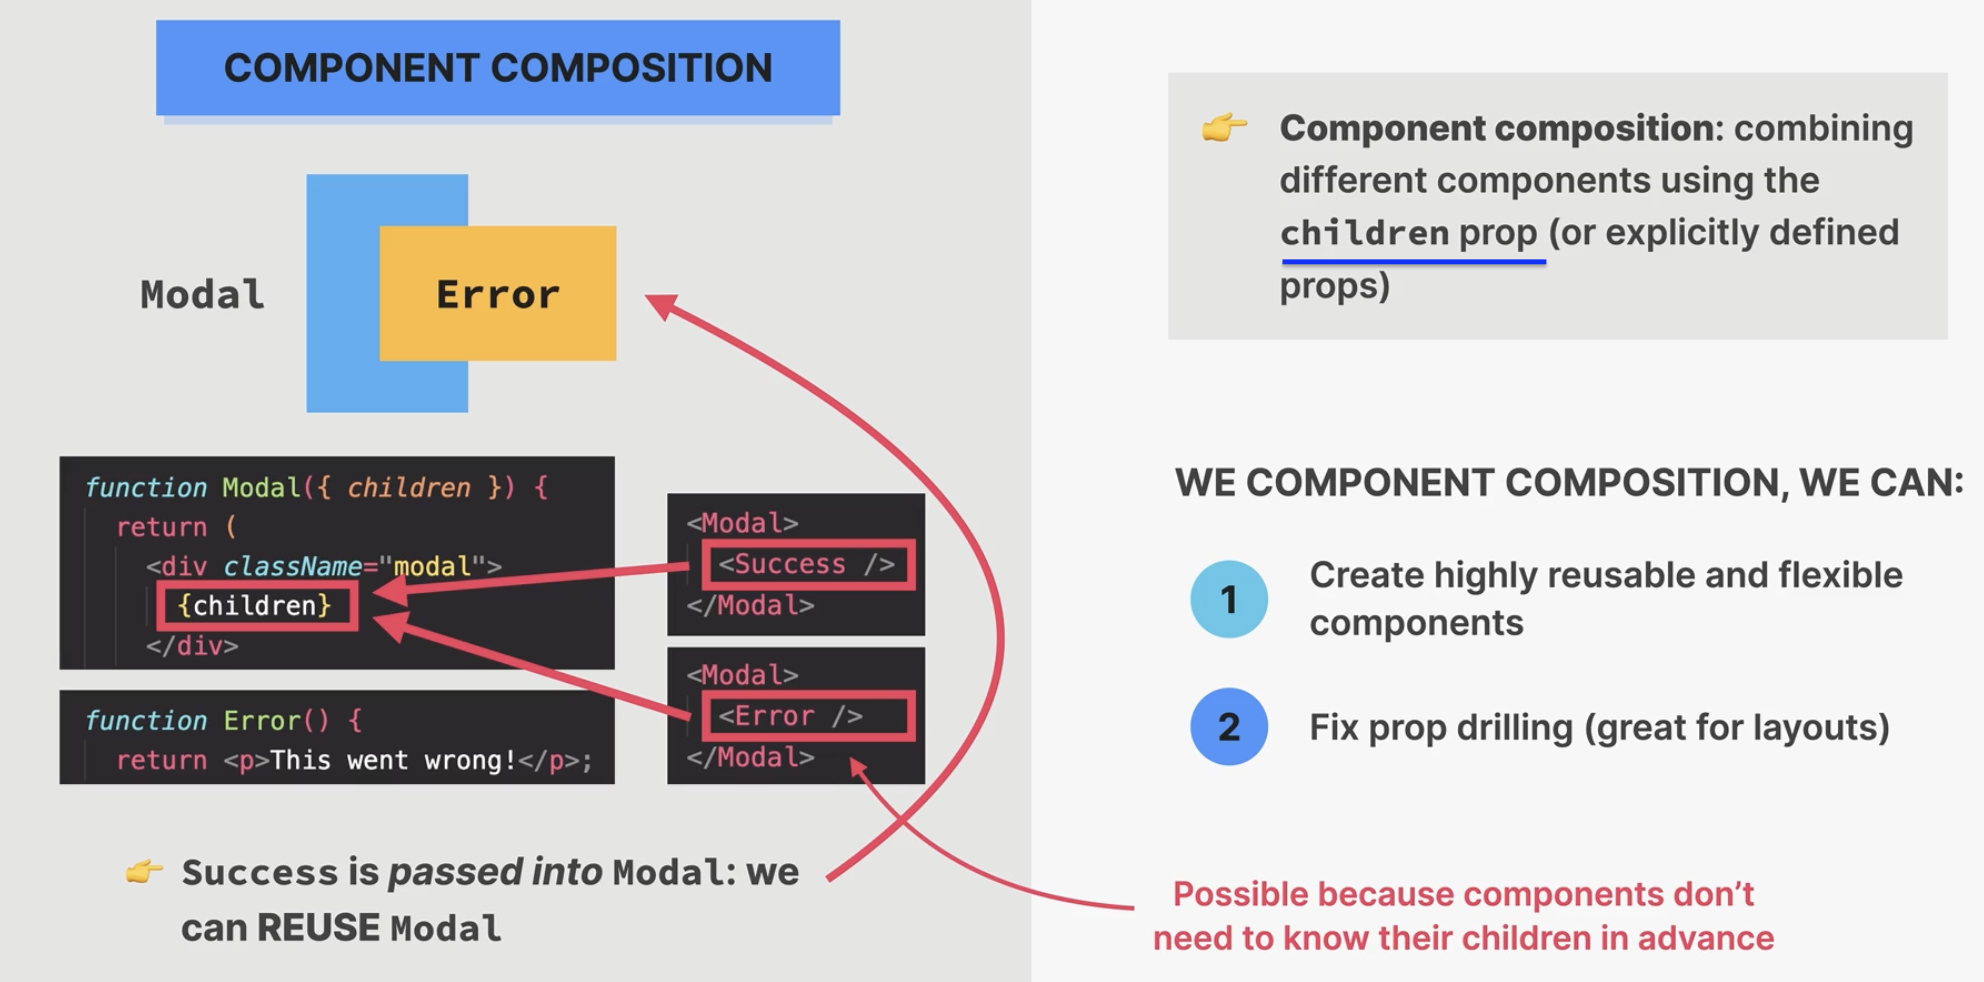 COMPONENT COMPOSITION
Modal
Error
function Modal({ children }) {
return (
<div className="modal">
{children}
</div>
function Error() {
return <p>This went wrong!</p>;
<Modal>
<Success />
</Modal>
<Modal>
<Error />
</Modal>
👉 Success is passed into Modal: we
can REUSE Modal
👉 Component composition: combining
different components using the
children prop (or explicitly defined
props)
WE COMPONENT COMPOSITION, WE CAN:
1 Create highly reusable and flexible
components
2 Fix prop drilling (great for layouts)
Possible because components don’t
need to know their children in advance